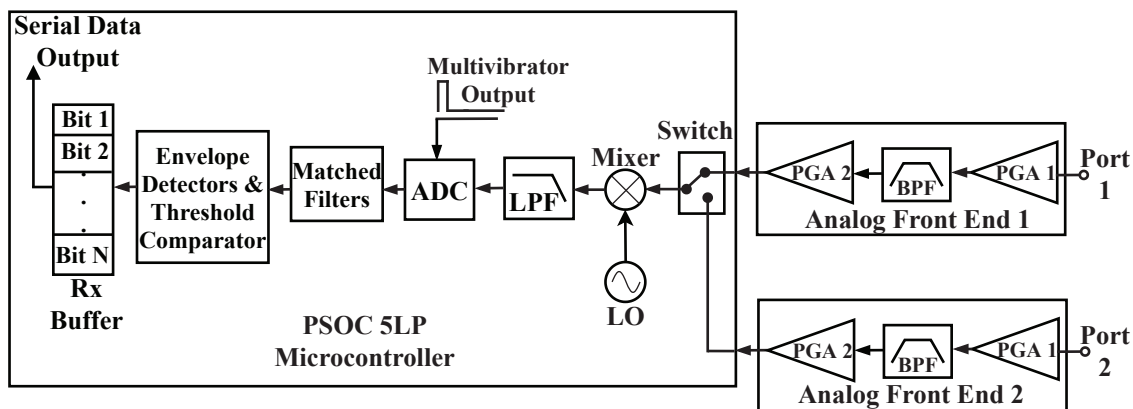 Serial Data
Output
Bit 1
Bit 2
Bit N
Rx
Buffer
Envelope
Detectors &
Threshold
Comparator
Matched
Filters
Multivibrator
Output
ADC
LPF
Mixer
LO
Switch
PSOC 5LP
Microcontroller
PGA 2
BPF
PGA 1
Port
1
Analog Front End 1
PGA 2
BPF
PGA 1
Port
2
Analog Front End 2